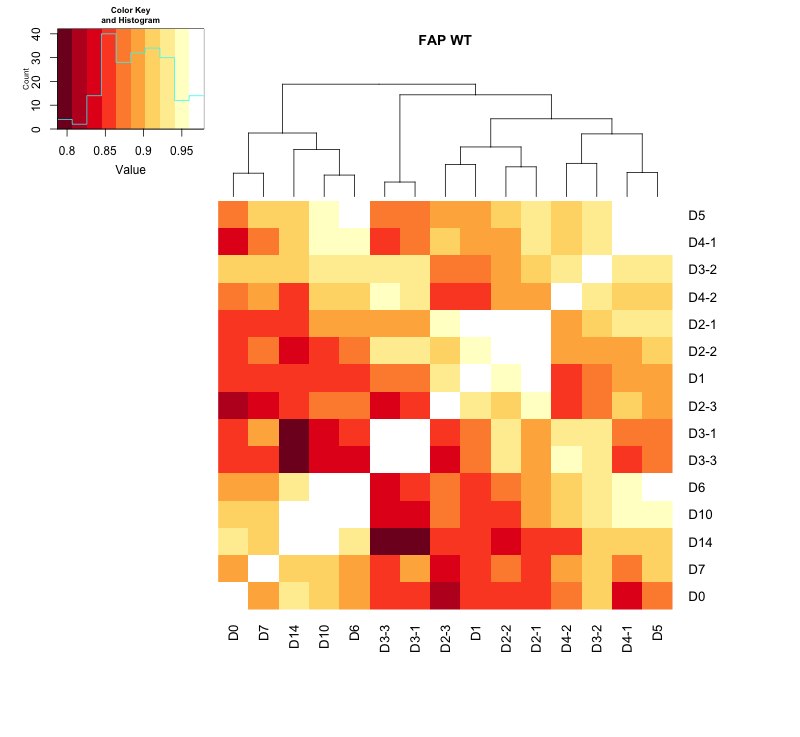 Color Key
and Histogram
Count
0 10 20 30 40
0.8 0.85 0.9 0.95
Value
FAP WT
D5
D4-1
D3-2
D4-2
D2-1
D2-2
D1
D2-3
D3-1
D3-3
D6
D10
D14
D7
D0
D0 D7 D14 D10 D6 D3-3 D3-1 D2-3 D1 D2-2 D2-1 D4-2 D3-2 D4-1 D5